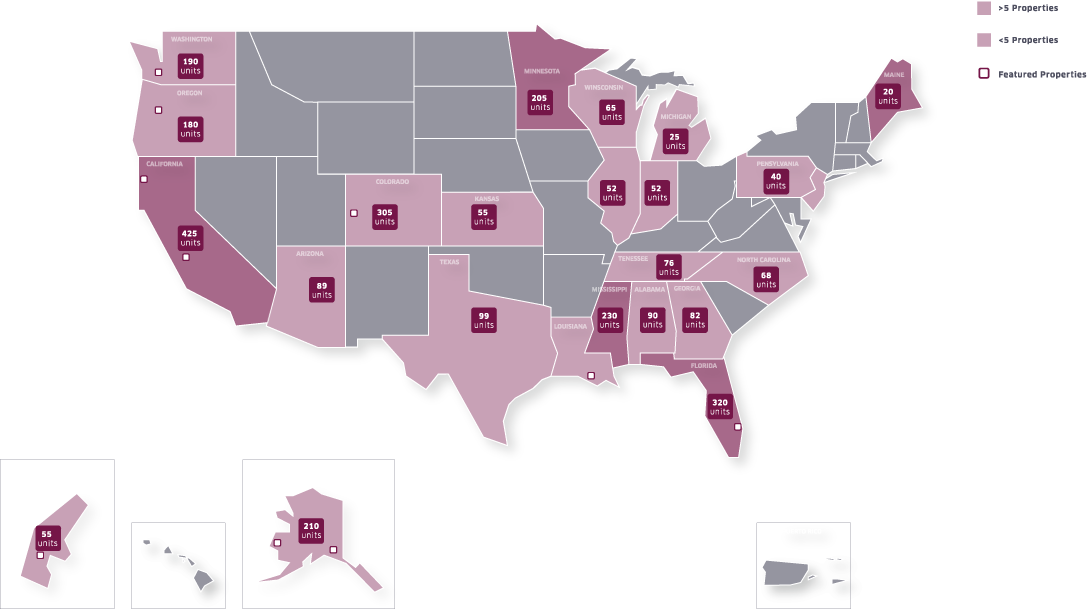 >5 Properties
<5 Properties
Featured Properties
WASHINGTON
190
units
OREGON
180
units
CALIFORNIA
425
units
COLORADO
305
units
KANSAS
55
units
ARIZONA
89
units
TEXAS
99
units
MINNESOTA
205
units
WINSCONSIN
65
units
MICHIGAN
25
units
52
units
52
units
MAINE
20
units
PENSYLVANIA
40
units
TENESSEE
76
units
NORTH CAROLINA
68
units
MISSISSIPPI
230
units
ALABAMA
90
units
GEORGIA
82
units
LOUISIANA
FLORIDA
320
units
55
units
210
units